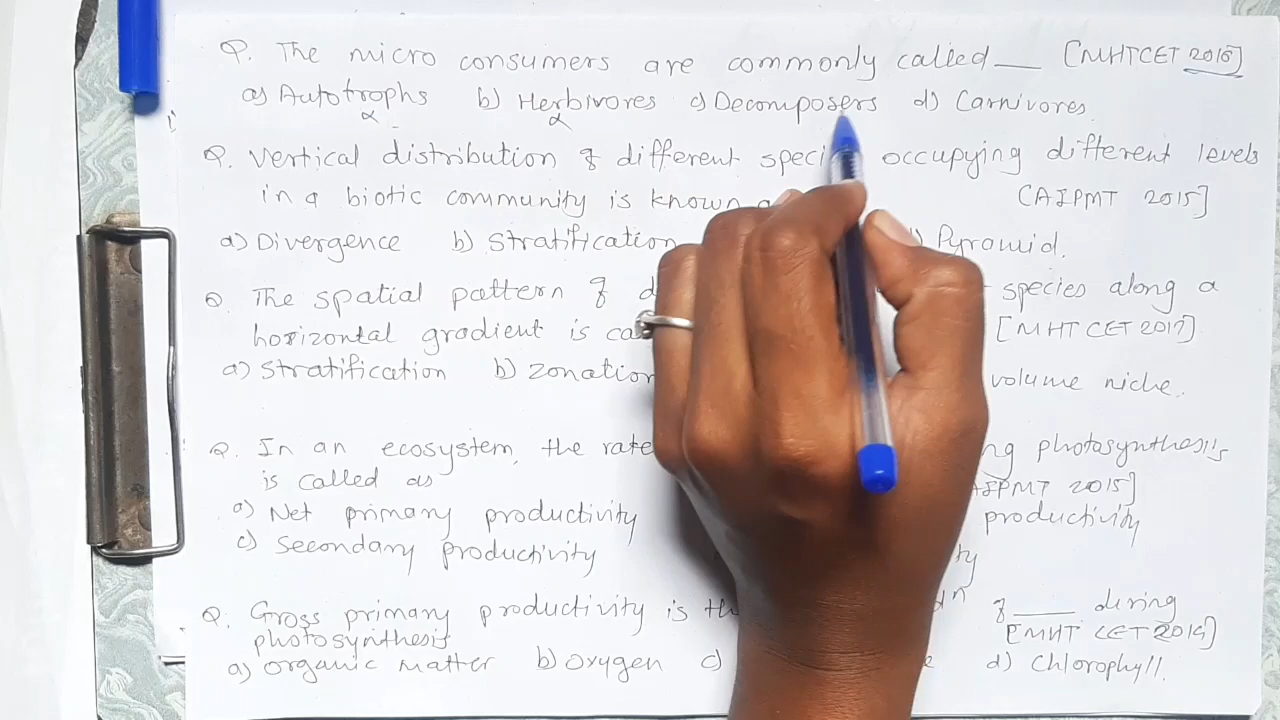 Q. The micro consumers are commonly called ___ [MHTCET 2016]
a) Autotrophs b) Herbivores c) Decomposers d) Carnivores.
Q. Vertical distribution of different speci occupying different levels
in a biotic community is known [AIPMT 2015]
a) Divergence b) Stratification d) Pyramid.
Q. The spatial pattern of species along a
horizontal gradient is [MHT CET 2017]
a) Stratification b) Zonation volume niche.
Q. In an ecosystem, the rate photosynthesis
is called as AIPMT 2015]
a) Net primary productivity productivity
c) Secondary productivity
Q. Gross primary productivity is of ___ during
photosynthesis [MHT CET 2014]
a) Organic matter b) Oxygen c) d) Chlorophyll.